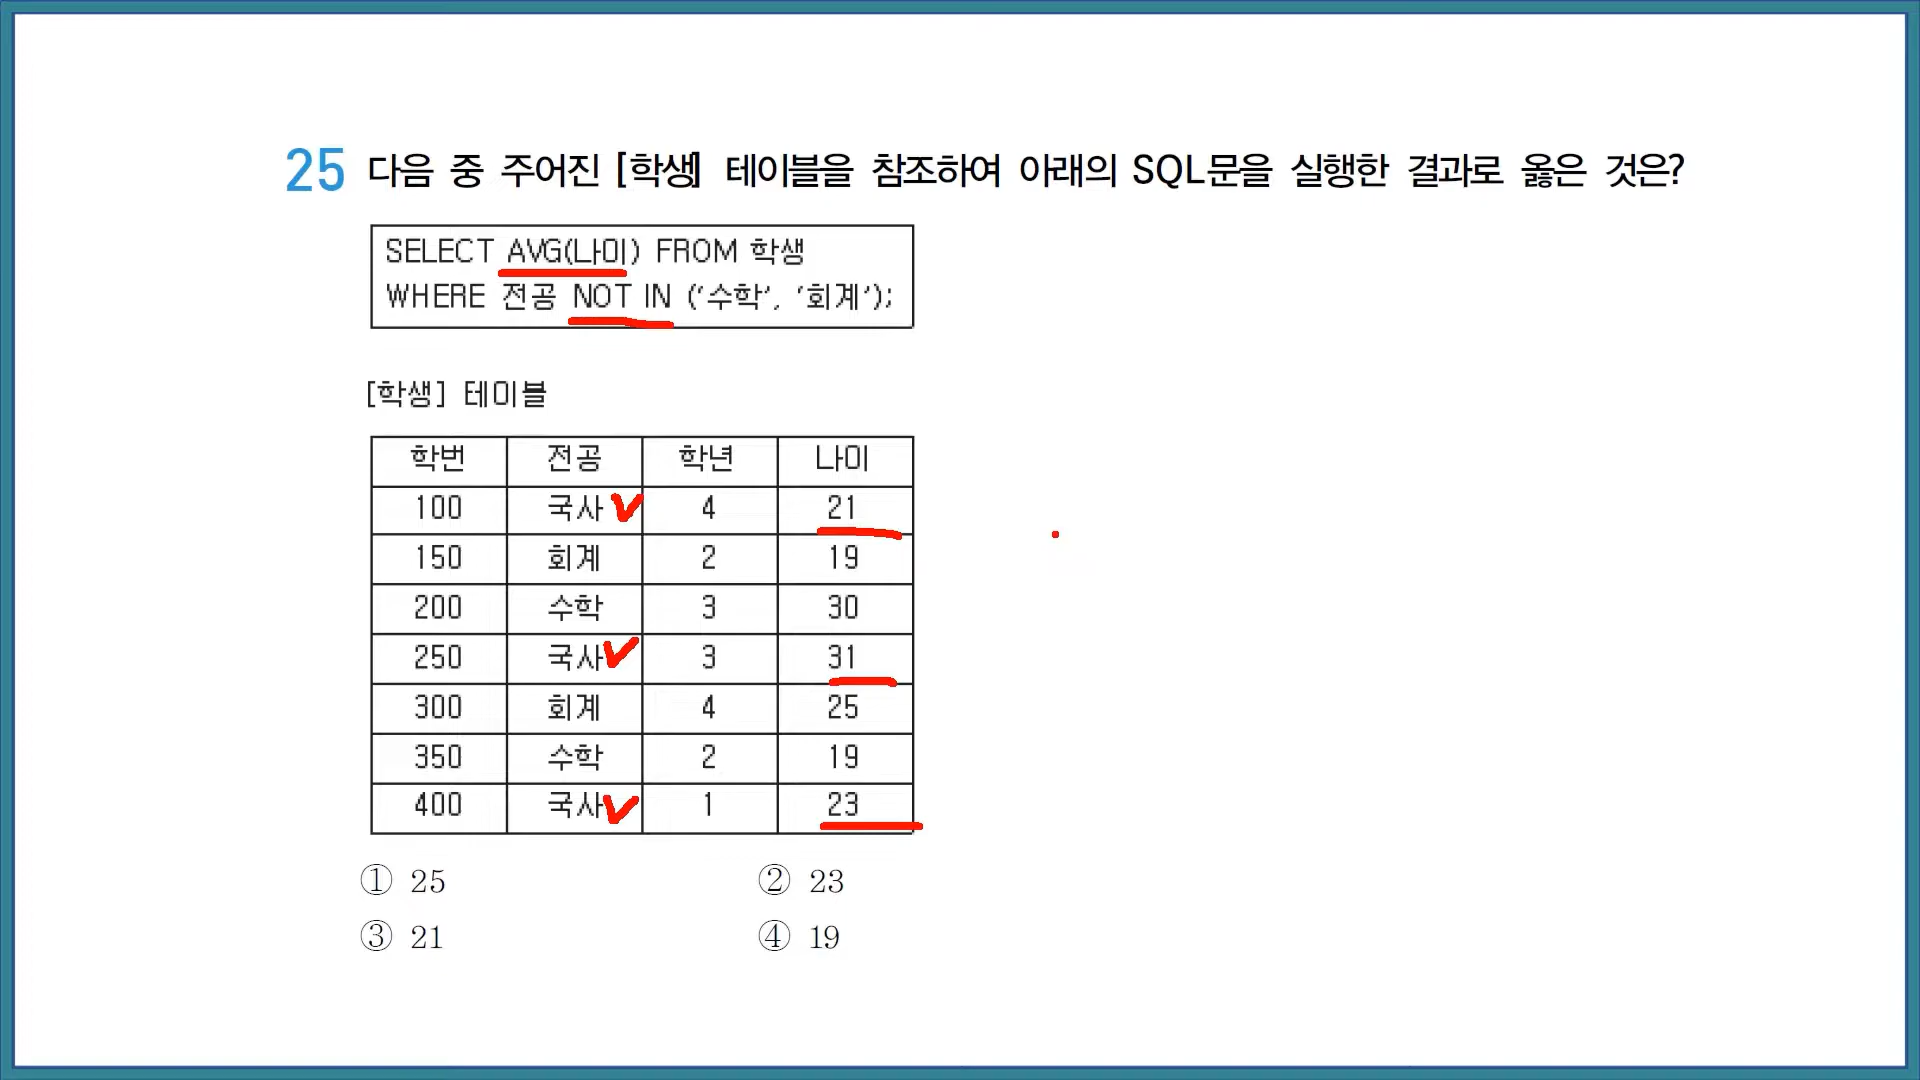 25 다음 중 주어진 [학생] 테이블을 참조하여 아래의 SQL문을 실행한 결과로 옳은 것은?
SELECT AVG(나이) FROM 학생
WHERE 전공 NOT IN ('수학', '회계');
[학생] 테이블
학번 전공 학년 나이
100 국사 4 21
150 회계 2 19
200 수학 3 30
250 국사 3 31
300 회계 4 25
350 수학 2 19
400 국사 1 23
① 25 ② 23
③ 21 ④ 19